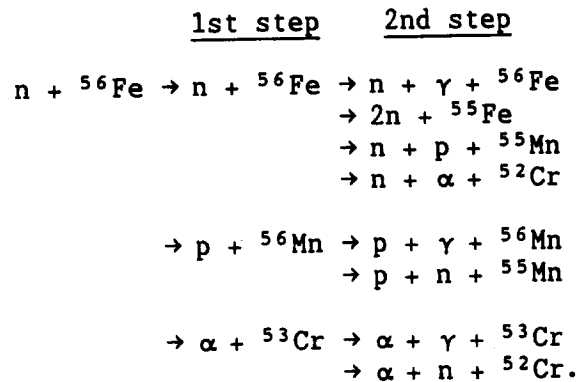 1st step 2nd step
n + ⁵⁶Fe → n + ⁵⁶Fe → n + γ + ⁵⁶Fe
→ 2n + ⁵⁵Fe
→ n + p + ⁵⁵Mn
→ n + α + ⁵²Cr
→ p + ⁵⁶Mn → p + γ + ⁵⁶Mn
→ p + n + ⁵⁵Mn
→ α + ⁵³Cr → α + γ + ⁵³Cr
→ α + n + ⁵²Cr.